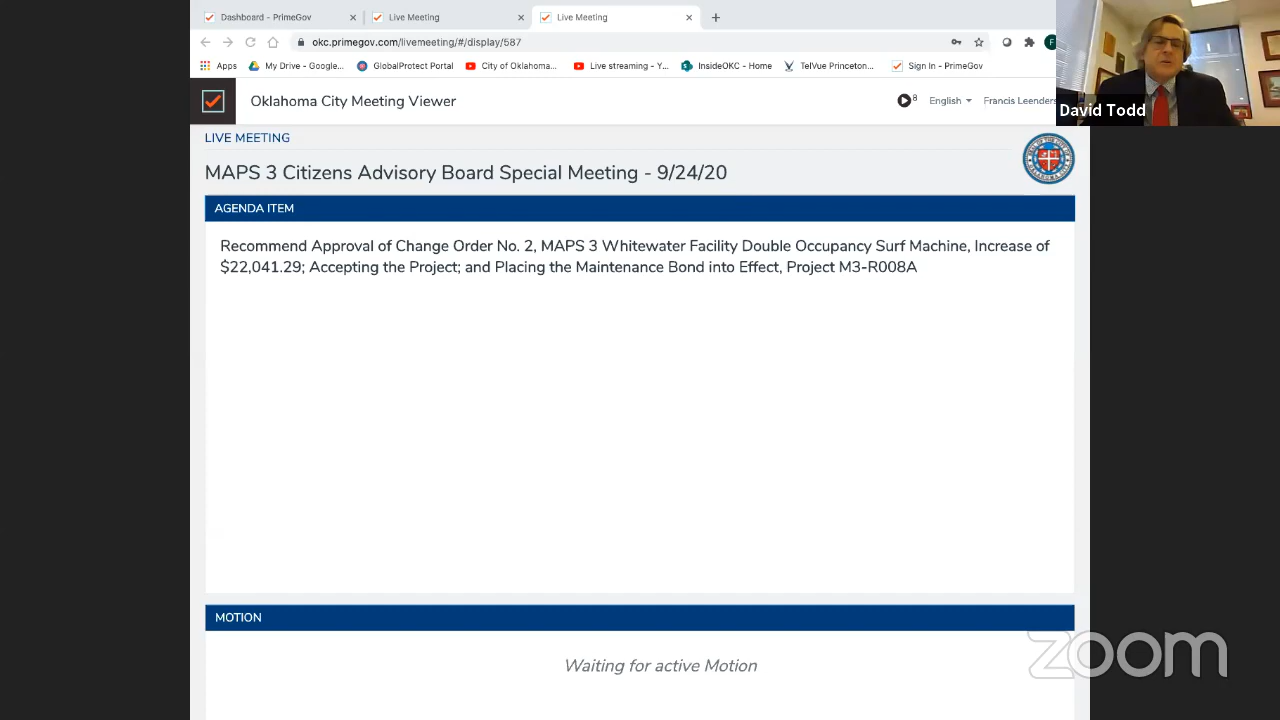 Dashboard - PrimeGov
Live Meeting
Live Meeting
okc.primegov.com/livemeeting/#/display/587
Apps
My Drive - Google...
GlobalProtect Portal
City of Oklahoma...
Live streaming - Y...
InsideOKC - Home
TelVue Princeton...
Sign In - PrimeGov
Oklahoma City Meeting Viewer
8
English
Francis Leenders
David Todd
LIVE MEETING
MAPS 3 Citizens Advisory Board Special Meeting - 9/24/20
AGENDA ITEM
Recommend Approval of Change Order No. 2, MAPS 3 Whitewater Facility Double Occupancy Surf Machine, Increase of
$22,041.29; Accepting the Project; and Placing the Maintenance Bond into Effect, Project M3-R008A
MOTION
Waiting for active Motion
zoom